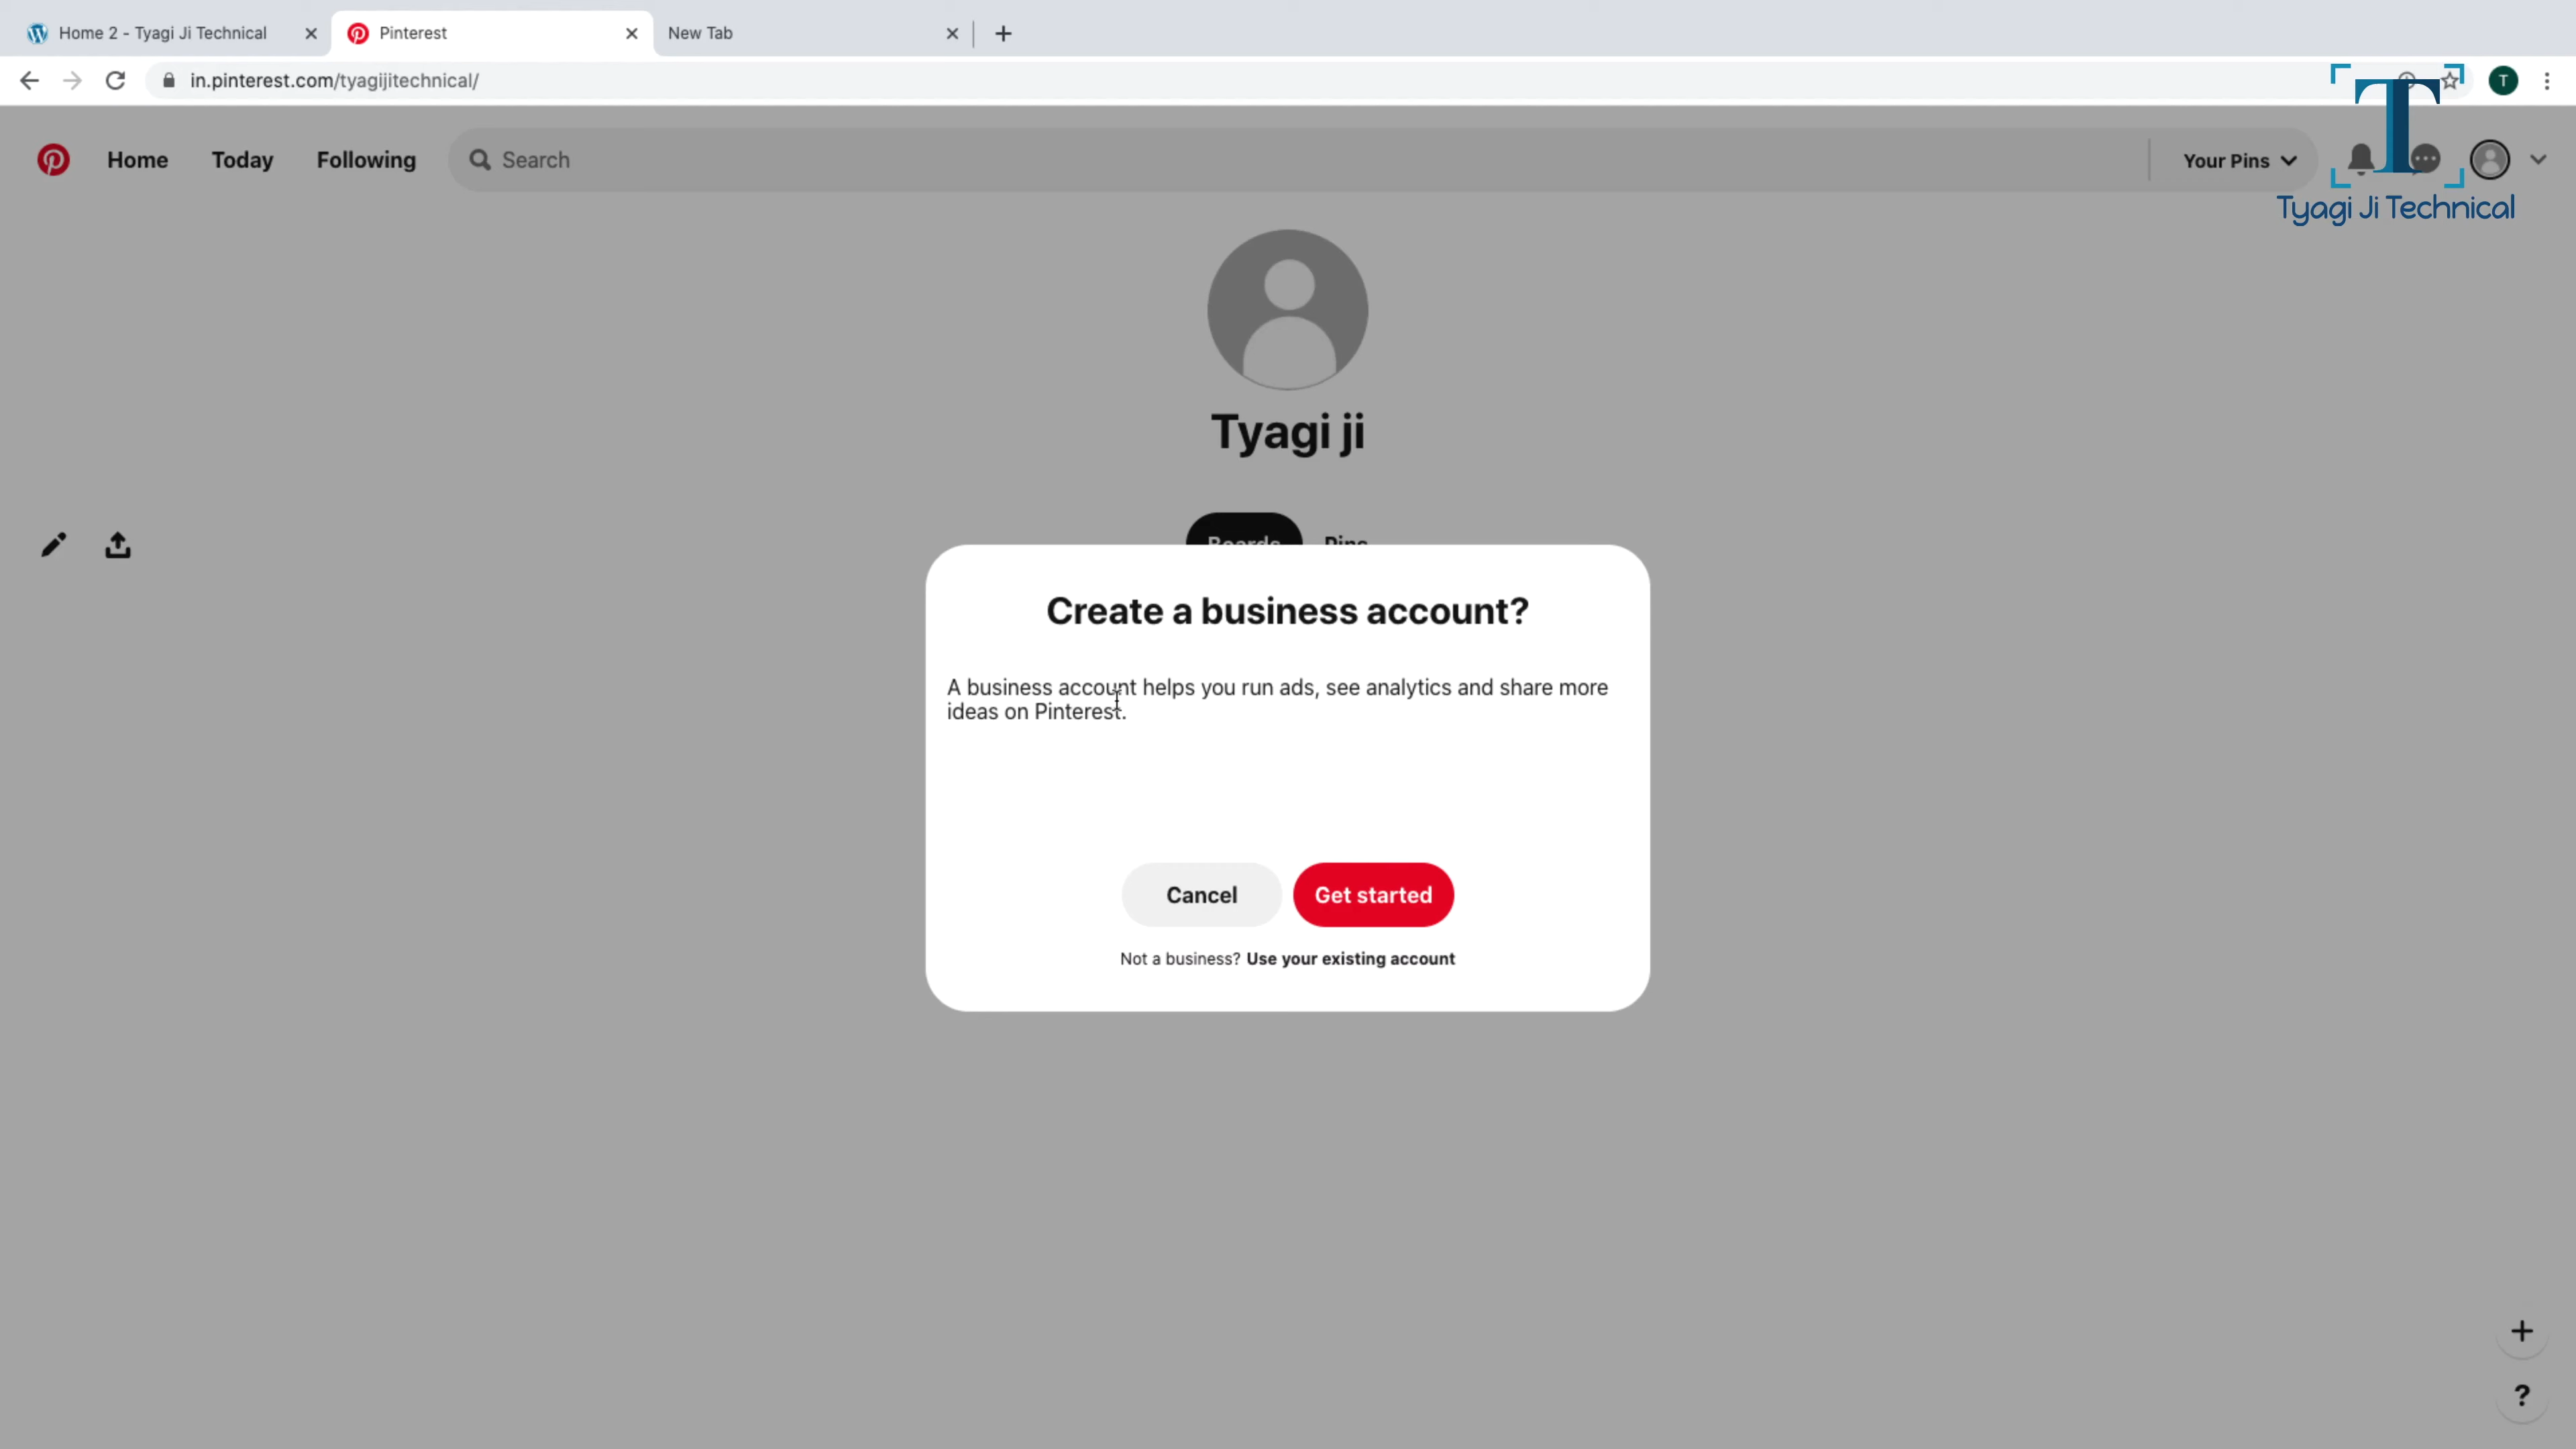 Home 2 - Tyagi Ji Technical
Pinterest
New Tab
in.pinterest.com/tyagijitechnical/
T
Home
Today
Following
Search
Your Pins
T
Tyagi Ji Technical
Tyagi ji
Boards
Pins
Create a business account?
A business account helps you run ads, see analytics and share more
ideas on Pinterest.
Cancel
Get started
Not a business? Use your existing account